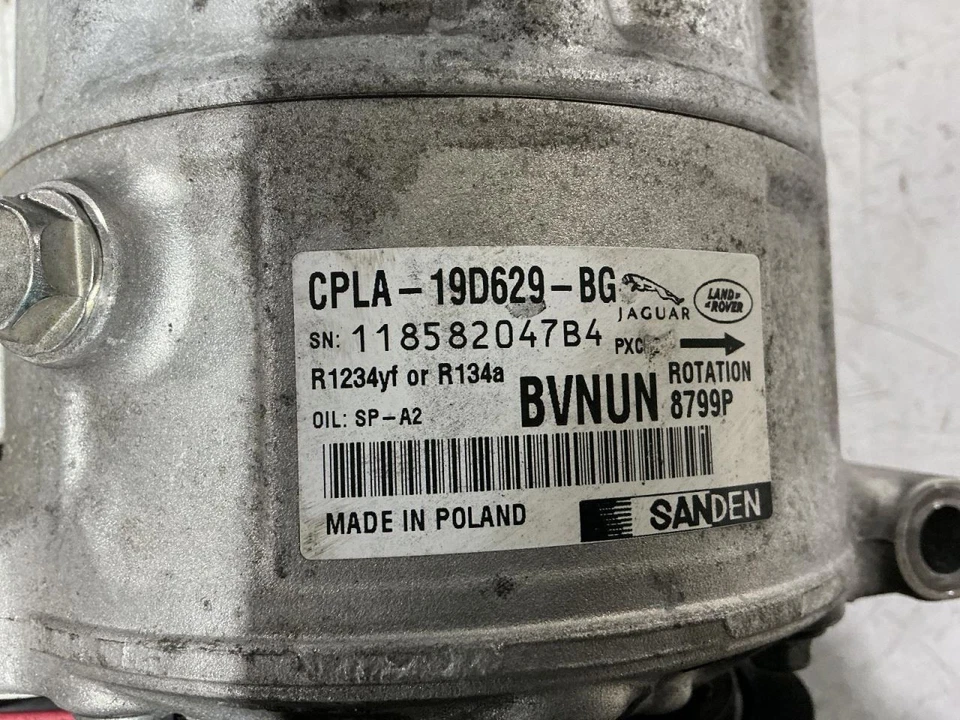 CPLA-19D629-BG
JAGUAR
LAND-
ROVER
SN: 118582047B4
R1234yf or R134a
ROTATION
OIL: SP-A2
BVNUN
8799P
MADE IN POLAND
SANDEN